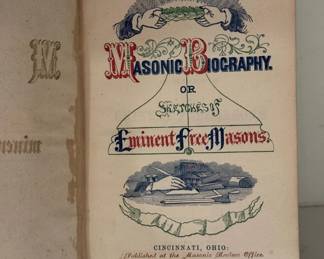 Masonic Biography.
OR
Sketches of
Eminent Free Masons.
CINCINNATI, OHIO:
Published at the Masonic Review Office.